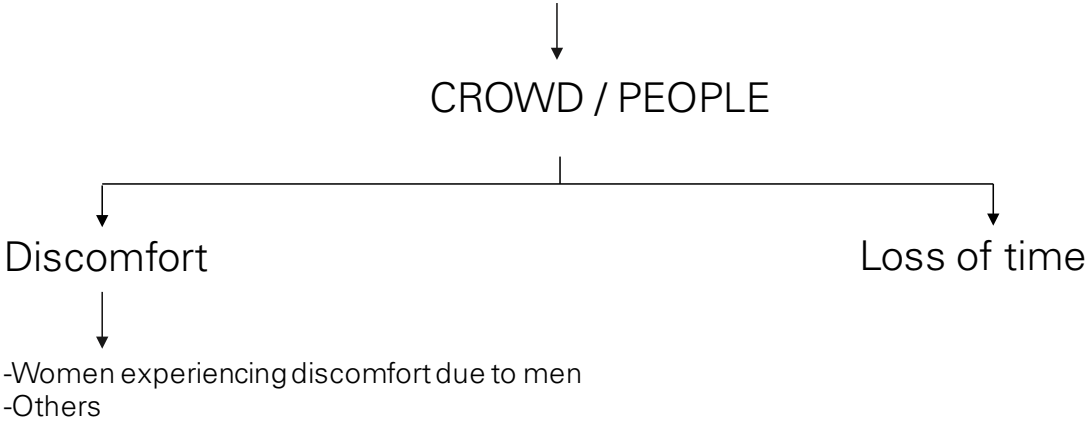 CROWD / PEOPLE
Discomfort
Loss of time
-Women experiencing discomfort due to men
-Others